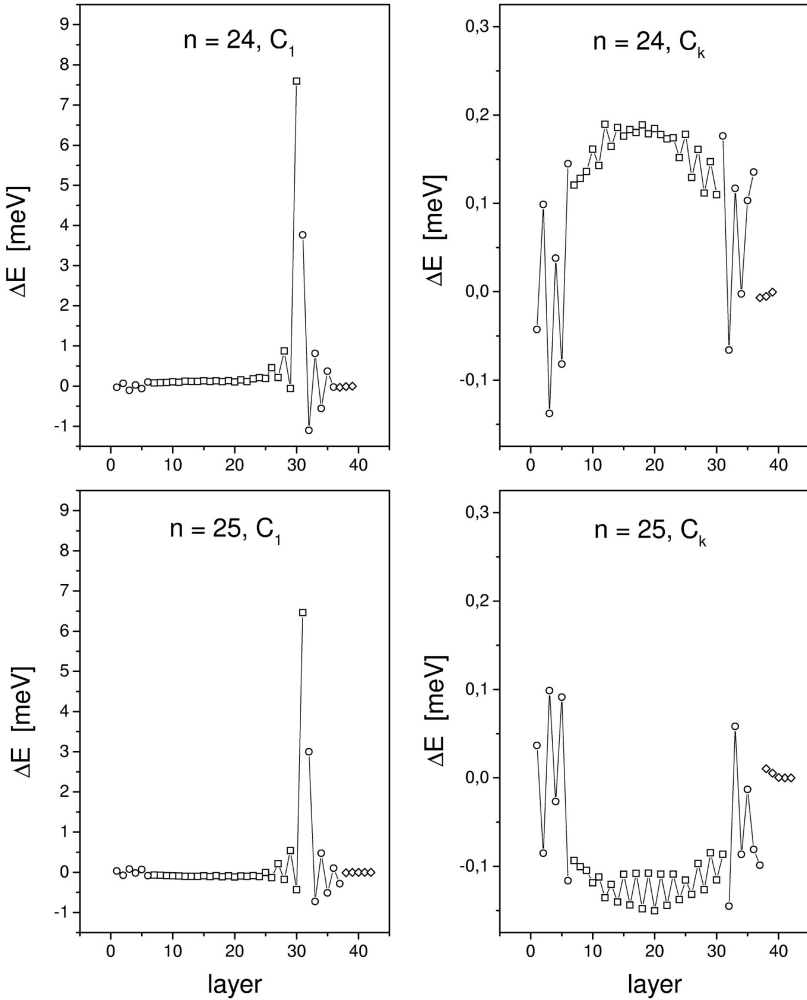 n = 24, C1
ΔE [meV]
9
8
7
6
5
4
3
2
1
0
-1
0 10 20 30 40
n = 24, Ck
ΔE [meV]
0,3
0,2
0,1
0,0
-0,1
0 10 20 30 40
n = 25, C1
ΔE [meV]
9
8
7
6
5
4
3
2
1
0
-1
0 10 20 30 40
layer
n = 25, Ck
ΔE [meV]
0,3
0,2
0,1
0,0
-0,1
0 10 20 30 40
layer